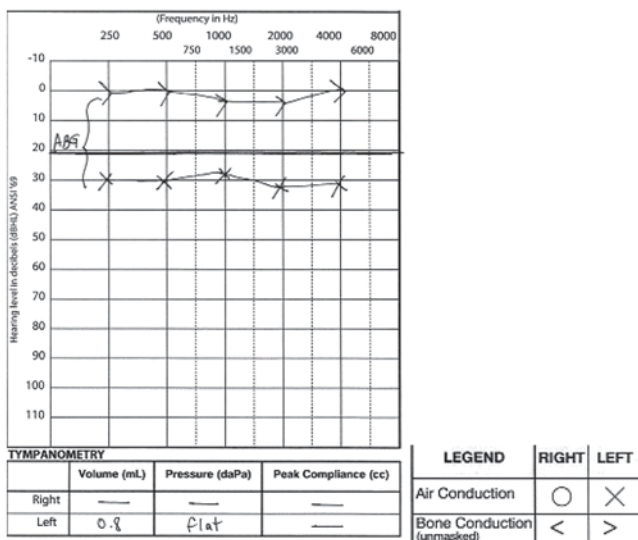 (Frequency in Hz)
250 500 1000 2000 4000 8000
750 1500 3000 6000
-10
0
10
ABG
20
30
40
50
60
70
80
90
100
110
Hearing level in decibels (dBHL) ANSI '69
TYMPANOMETRY
Volume (mL) Pressure (daPa) Peak Compliance (cc)
Right — — —
Left 0.8 flat —
LEGEND RIGHT LEFT
Air Conduction ○ ×
Bone Conduction < >
(unmasked)